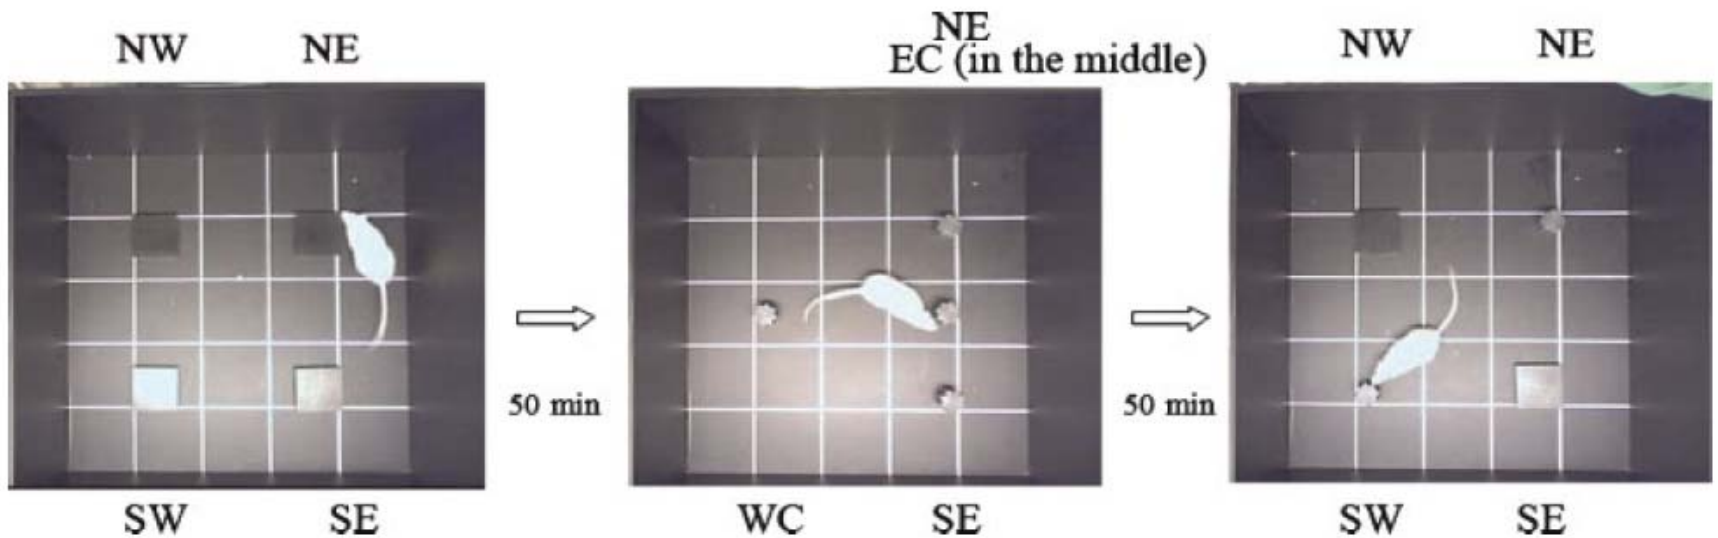 NW NE
NE
EC (in the middle)
NW NE
50 min
50 min
SW SE
WC SE
SW SE